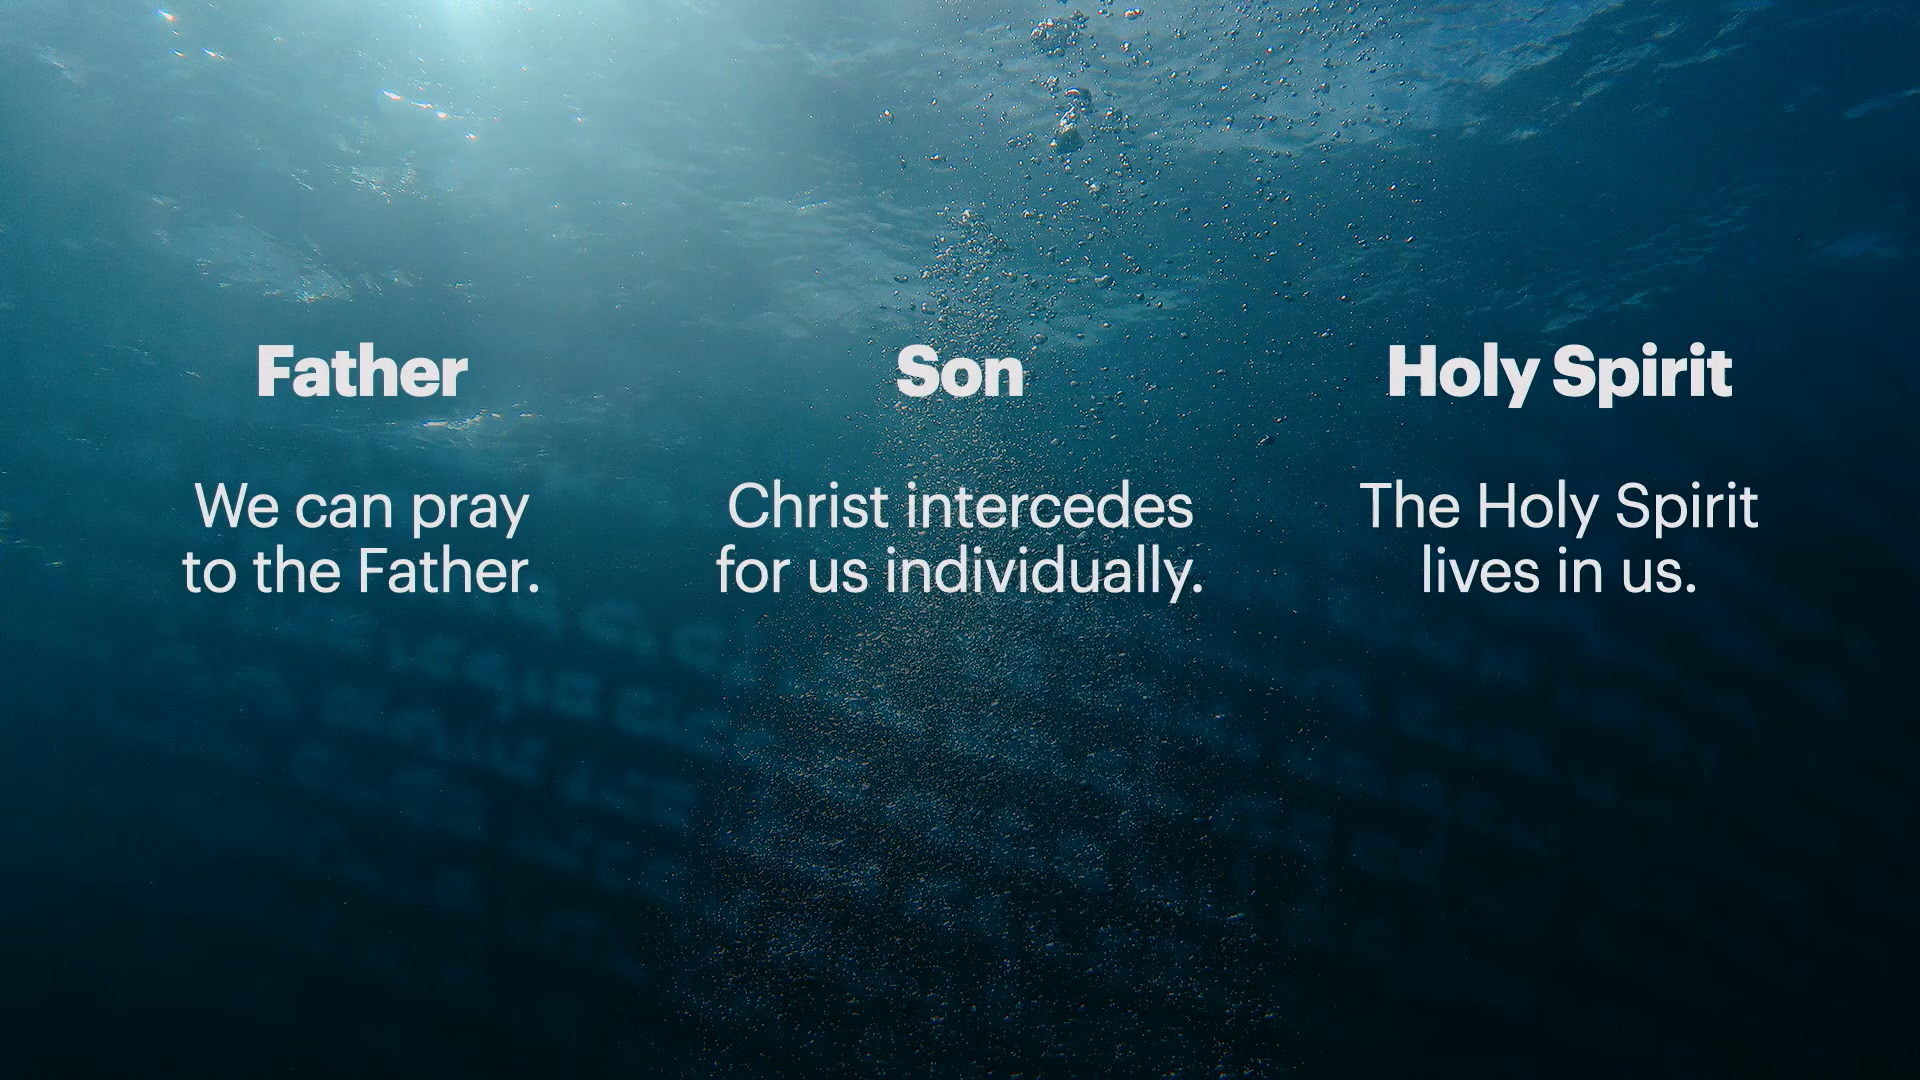 Father
We can pray
to the Father.
Son
Christ intercedes
for us individually.
Holy Spirit
The Holy Spirit
lives in us.